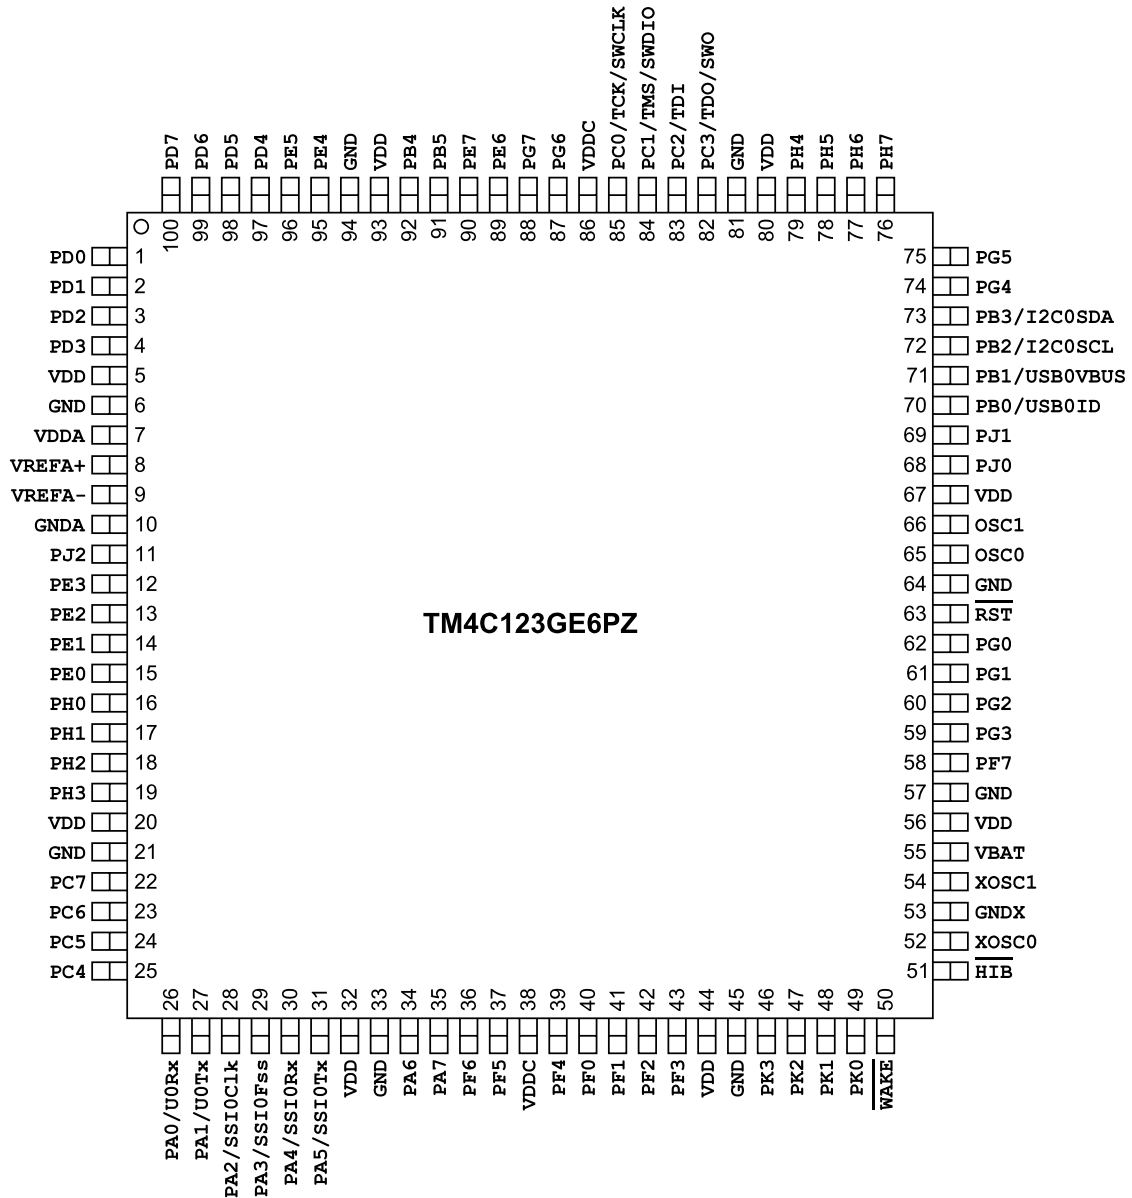 PC0/TCK/SWCLK
PC1/TMS/SWDIO
PC2/TDI
PC3/TDO/SWO
PD7 PD6 PD5 PD4 PE5 PE4 GND VDD PB4 PB5 PE7 PE6 PG7 PG6 VDDC GND VDD PH4 PH5 PH6 PH7
100 99 98 97 96 95 94 93 92 91 90 89 88 87 86 85 84 83 82 81 80 79 78 77 76
PD0 1 75 PG5
PD1 2 74 PG4
PD2 3 73 PB3/I2C0SDA
PD3 4 72 PB2/I2C0SCL
VDD 5 71 PB1/USB0VBUS
GND 6 70 PB0/USB0ID
VDDA 7 69 PJ1
VREFA+ 8 68 PJ0
VREFA- 9 67 VDD
GNDA 10 66 OSC1
PJ2 11 65 OSC0
PE3 12 64 GND
PE2 13 63 RST
TM4C123GE6PZ
PE1 14 62 PG0
PE0 15 61 PG1
PH0 16 60 PG2
PH1 17 59 PG3
PH2 18 58 PF7
PH3 19 57 GND
VDD 20 56 VDD
GND 21 55 VBAT
PC7 22 54 XOSC1
PC6 23 53 GNDX
PC5 24 52 XOSC0
PC4 25 51 HIB
26 27 28 29 30 31 32 33 34 35 36 37 38 39 40 41 42 43 44 45 46 47 48 49 50
PA0/U0Rx
PA1/U0Tx
PA2/SSI0Clk
PA3/SSI0Fss
PA4/SSI0Rx
PA5/SSI0Tx
VDD
GND
PA6
PA7
PF6
PF5
VDDC
PF4
PF0
PF1
PF2
PF3
VDD
GND
PK3
PK2
PK1
PK0
WAKE